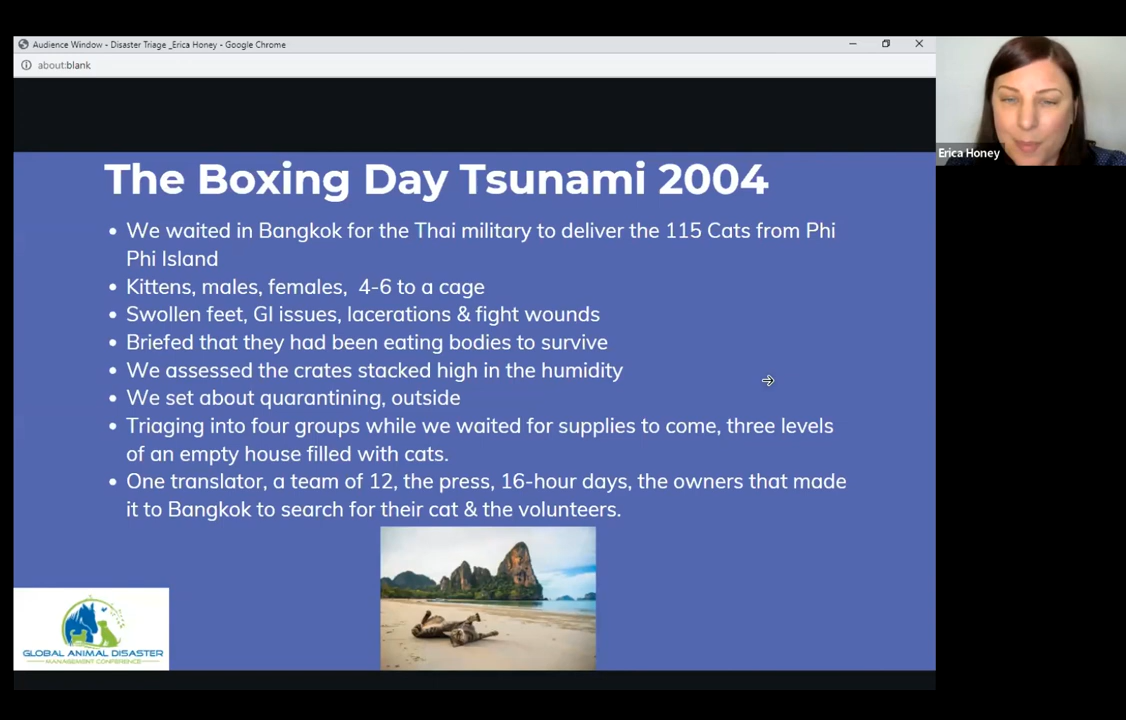 Audience Window - Disaster Triage _Erica Honey - Google Chrome
about:blank
Erica Honey
The Boxing Day Tsunami 2004
• We waited in Bangkok for the Thai military to deliver the 115 Cats from Phi
Phi Island
• Kittens, males, females, 4-6 to a cage
• Swollen feet, GI issues, lacerations & fight wounds
• Briefed that they had been eating bodies to survive
• We assessed the crates stacked high in the humidity
• We set about quarantining, outside
• Triaging into four groups while we waited for supplies to come, three levels
of an empty house filled with cats.
• One translator, a team of 12, the press, 16-hour days, the owners that made
it to Bangkok to search for their cat & the volunteers.
GLOBAL ANIMAL DISASTER
MANAGEMENT CONFERENCE